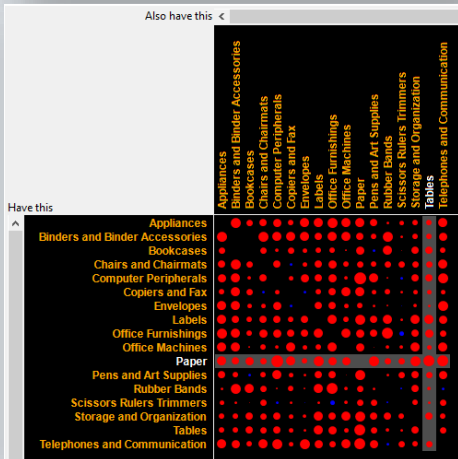 Also have this
Appliances
Binders and Binder Accessories
Bookcases
Chairs and Chairmats
Computer Peripherals
Copiers and Fax
Envelopes
Labels
Office Furnishings
Office Machines
Paper
Pens and Art Supplies
Rubber Bands
Scissors Rulers Trimmers
Storage and Organization
Tables
Telephones and Communication
Have this
Appliances
Binders and Binder Accessories
Bookcases
Chairs and Chairmats
Computer Peripherals
Copiers and Fax
Envelopes
Labels
Office Furnishings
Office Machines
Paper
Pens and Art Supplies
Rubber Bands
Scissors Rulers Trimmers
Storage and Organization
Tables
Telephones and Communication